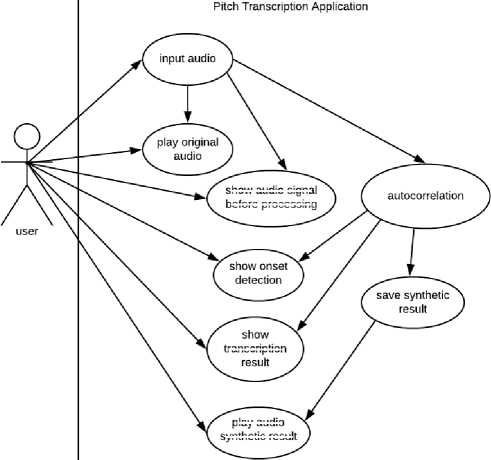 Pitch Transcription Application
input audio
play original
audio
show audio signal
before processing
autocorrelation
user
show onset
detection
save synthetic
result
show
transcription
result
play audio
synthetic result